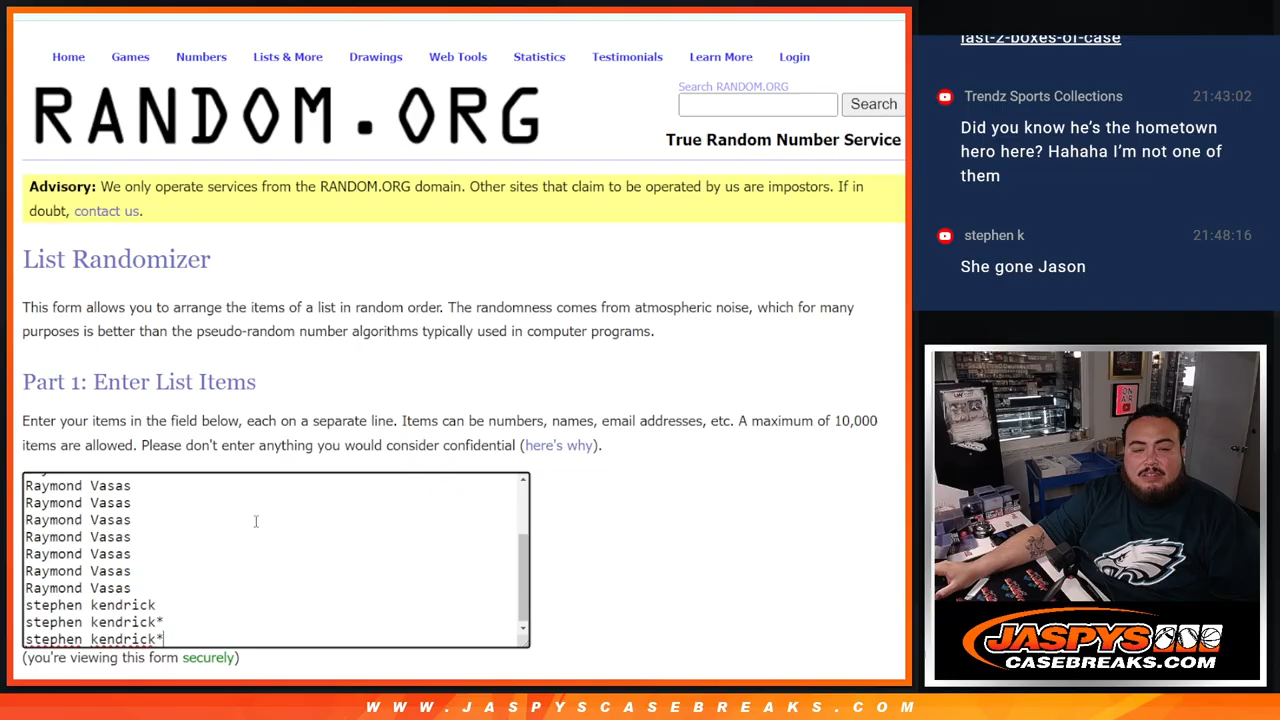 Home Games Numbers Lists & More Drawings Web Tools Statistics Testimonials Learn More Login
RANDOM.ORG
Search RANDOM.ORG
Search
True Random Number Service
Advisory: We only operate services from the RANDOM.ORG domain. Other sites that claim to be operated by us are impostors. If in
doubt, contact us.
List Randomizer
This form allows you to arrange the items of a list in random order. The randomness comes from atmospheric noise, which for many
purposes is better than the pseudo-random number algorithms typically used in computer programs.
Part 1: Enter List Items
Enter your items in the field below, each on a separate line. Items can be numbers, names, email addresses, etc. A maximum of 10,000
items are allowed. Please don't enter anything you would consider confidential (here's why).
Raymond Vasas
Raymond Vasas
Raymond Vasas
Raymond Vasas
Raymond Vasas
Raymond Vasas
Raymond Vasas
stephen kendrick
stephen kendrick*
stephen kendrick*
(you're viewing this form securely)
last-2-boxes-of-case
Trendz Sports Collections 21:43:02
Did you know he's the hometown
hero here? Hahaha I'm not one of
them
stephen k 21:48:16
She gone Jason
ON
AIR
JASPYS
CASEBREAKS.COM
WWW.JASPYSCASEBREAKS.COM